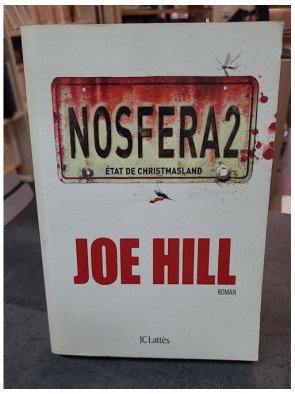 NOSFERA2
ÉTAT DE CHRISTMASLAND
JOE HILL
ROMAN
JC Lattès